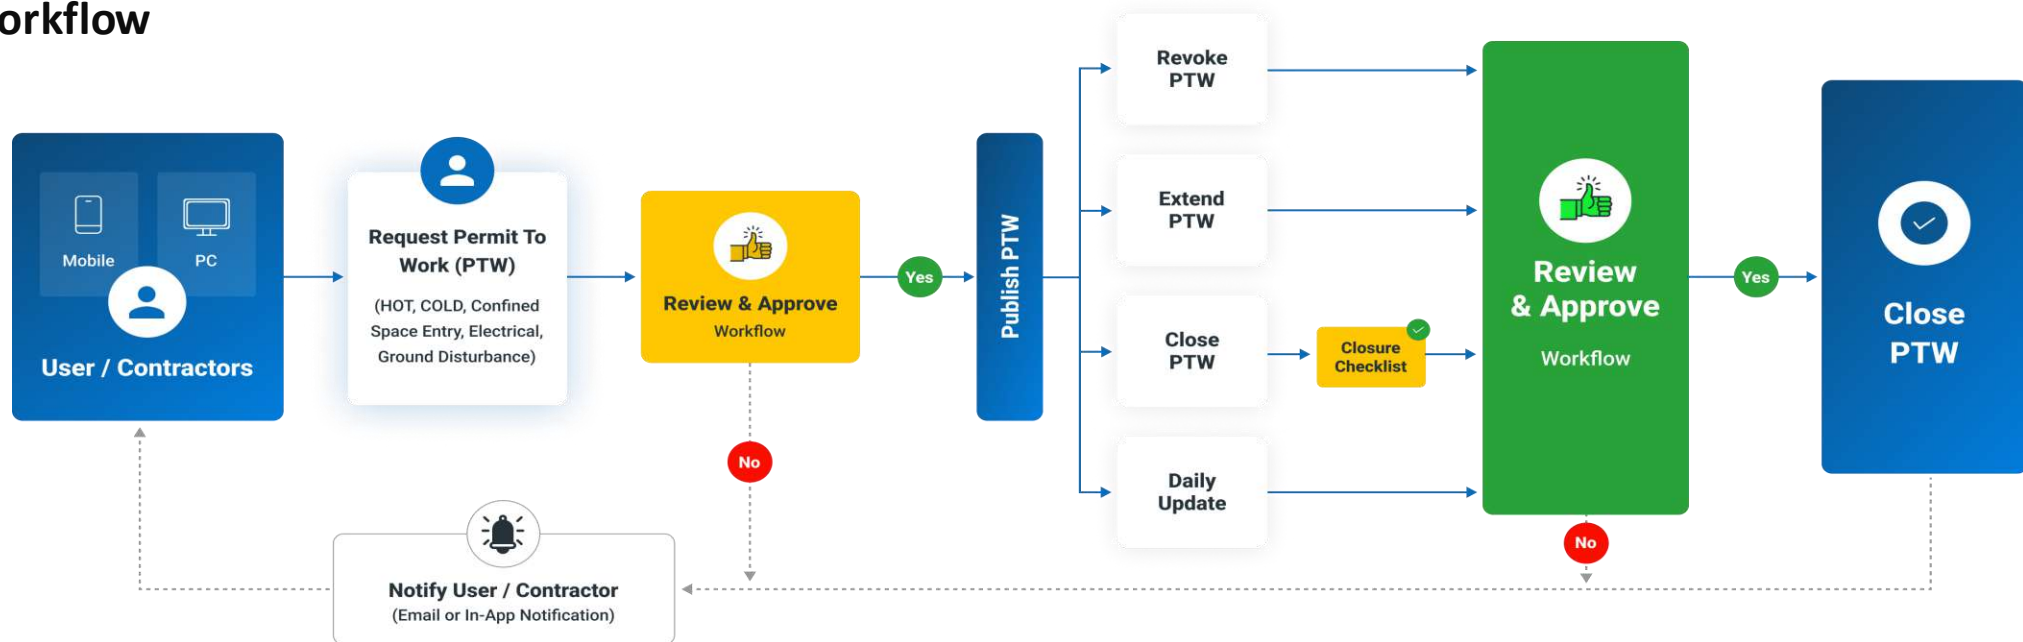 orkflow
Mobile
PC
User / Contractors
Request Permit To
Work (PTW)
(HOT, COLD, Confined
Space Entry, Electrical,
Ground Disturbance)
Review & Approve
Workflow
Yes
No
Publish PTW
Revoke
PTW
Extend
PTW
Close
PTW
Closure
Checklist
Daily
Update
Review
& Approve
Workflow
Yes
No
Close
PTW
Notify User / Contractor
(Email or In-App Notification)